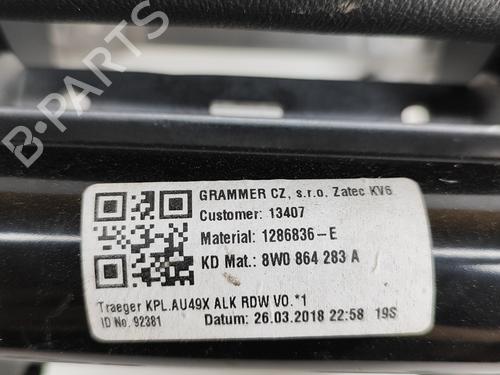 GRAMMER CZ, s.r.o. Zatec KV6
Customer: 13407
Material: 1286836-E
KD Mat.: 8W0 864 283 A
Traeger KPL.AU49X ALK RDW VO.*1
ID No. 92381
Datum: 26.03.2018 22:58 19S
B-PARTS